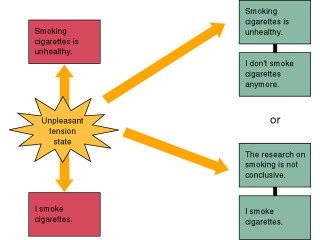 Smoking
cigarettes is
unhealthy.
Unpleasant
tension
state
I smoke
cigarettes.
Smoking
cigarettes is
unhealthy.
I don't smoke
cigarettes
anymore.
or
The research on
smoking is not
conclusive.
I smoke
cigarettes.